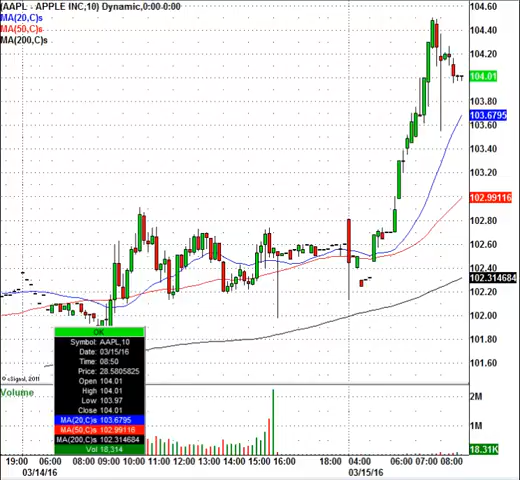 (AAPL - APPLE INC,10) Dynamic,0:00-0:00
MA(20,C)s
MA(50,C)s
MA(200,C)s
104.60
104.40
104.20
104.01
103.80
103.6795
103.60
103.40
103.20
102.99116
102.80
102.60
102.40
102.314684
102.20
102.00
101.80
101.60
© eSignal, 2011
OK
Symbol: AAPL,10
Date: 03/15/16
Time: 08:50
Price: 28.5805825
Open 104.01
High 104.01
Low 103.97
Close 104.01
MA(20,C)s 103.6795
MA(50,C)s 102.99116
MA(200,C)s 102.314684
Vol 18,314
Volume
2M
1M
18.31K
19:00 06:00 08:00 09:00 10:00 11:00 12:00 13:00 14:00 15:00 16:00 18:00 04:00 06:00 07:00 08:00
03/14/16 03/15/16